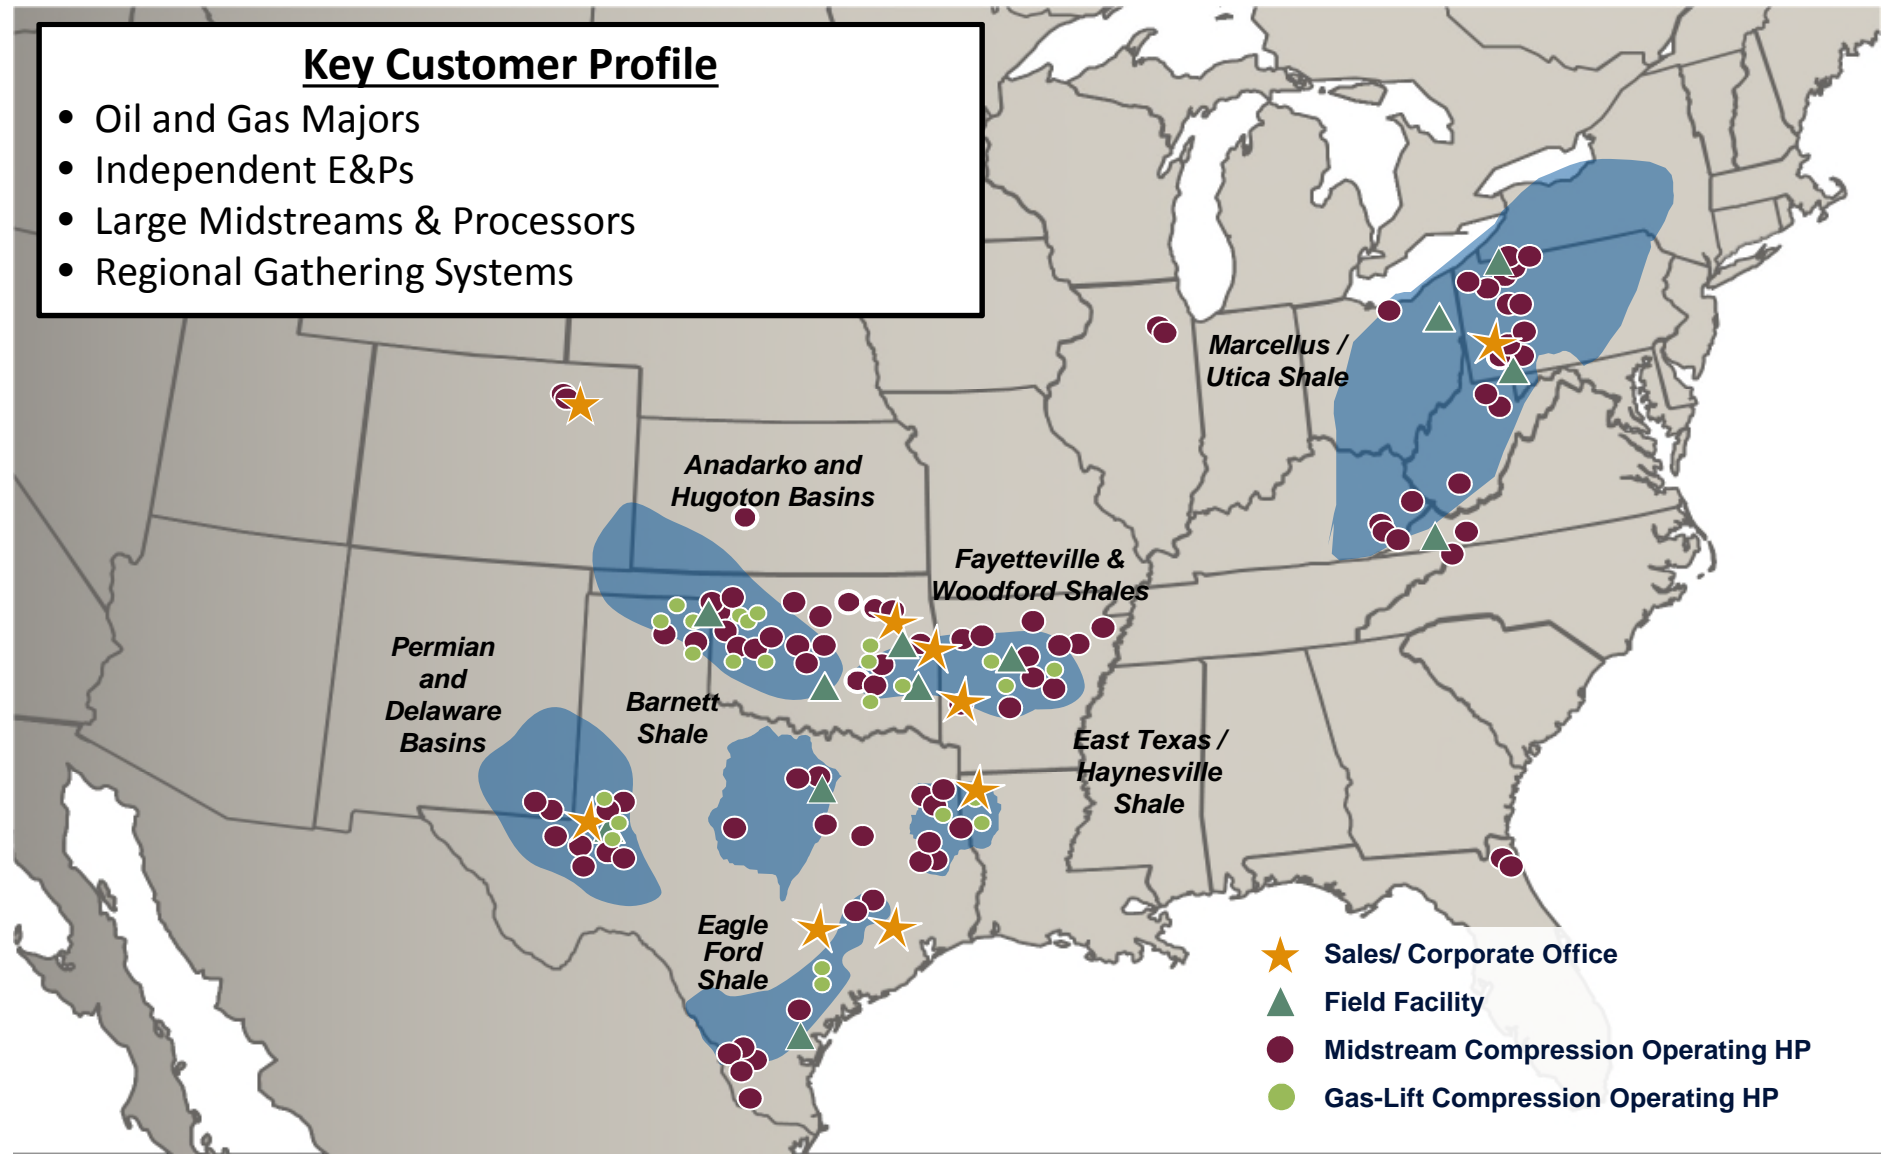 Key Customer Profile
• Oil and Gas Majors
• Independent E&Ps
• Large Midstreams & Processors
• Regional Gathering Systems
Marcellus /
Utica Shale
Anadarko and
Hugoton Basins
Fayetteville &
Woodford Shales
Permian
and
Delaware
Basins
Barnett
Shale
East Texas /
Haynesville
Shale
Eagle
Ford
Shale
Sales/ Corporate Office
Field Facility
Midstream Compression Operating HP
Gas-Lift Compression Operating HP